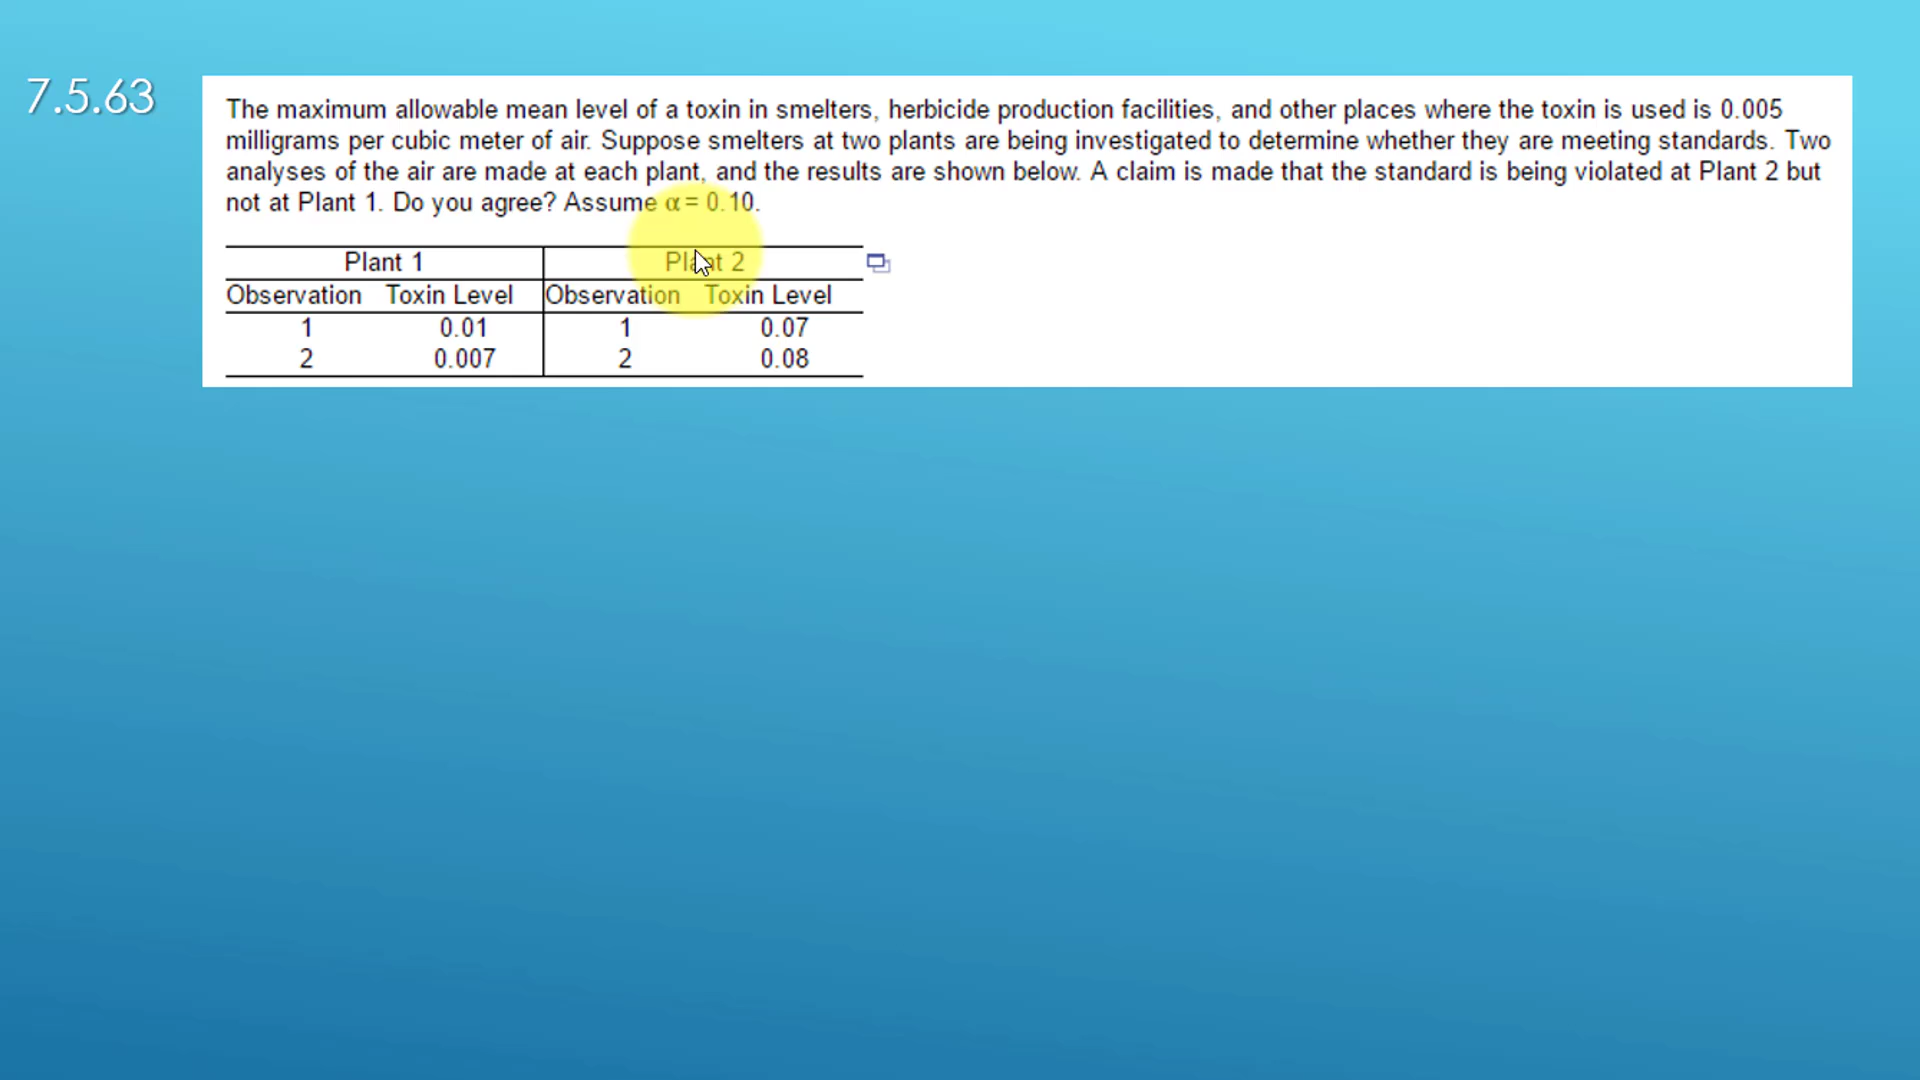 7.5.63
The maximum allowable mean level of a toxin in smelters, herbicide production facilities, and other places where the toxin is used is 0.005
milligrams per cubic meter of air. Suppose smelters at two plants are being investigated to determine whether they are meeting standards. Two
analyses of the air are made at each plant, and the results are shown below. A claim is made that the standard is being violated at Plant 2 but
not at Plant 1. Do you agree? Assume α = 0.10.
Plant 1 Plant 2
Observation Toxin Level Observation Toxin Level
1 0.01 1 0.07
2 0.007 2 0.08